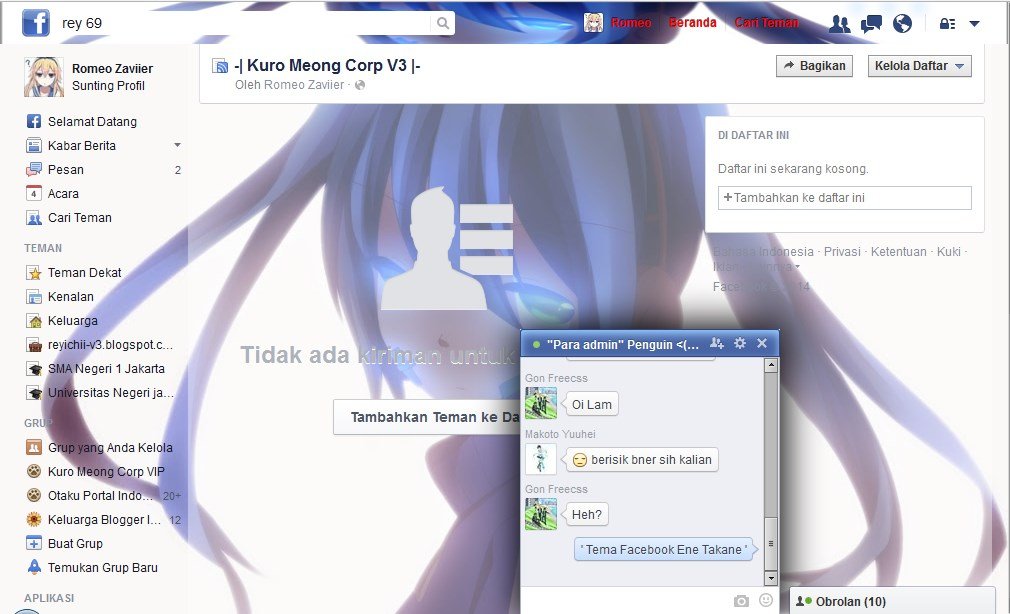 rey 69
Romeo Beranda Cari Teman
Romeo Zaviier
Sunting Profil
Selamat Datang
Kabar Berita
Pesan 2
4 Acara
Cari Teman
TEMAN
Teman Dekat
Kenalan
Keluarga
reyichii-v3.blogspot.c...
SMA Negeri 1 Jakarta
Universitas Negeri ja...
GRUP
Grup yang Anda Kelola
Kuro Meong Corp VIP
Otaku Portal Indo... 20+
Keluarga Blogger I... 12
Buat Grup
Temukan Grup Baru
APLIKASI
-| Kuro Meong Corp V3 |-
Oleh Romeo Zaviier ·
Bagikan
Kelola Daftar
Tidak ada kiriman untuk
Tambahkan Teman ke Da
DI DAFTAR INI
Daftar ini sekarang kosong.
+Tambahkan ke daftar ini
Bahasa Indonesia · Privasi · Ketentuan · Kuki ·
Iklan
14
"Para admin" Penguin <(...
Gon Freecss
Oi Lam
Makoto Yuuhei
berisik bner sih kalian
Gon Freecss
Heh?
' Tema Facebook Ene Takane '
Obrolan (10)